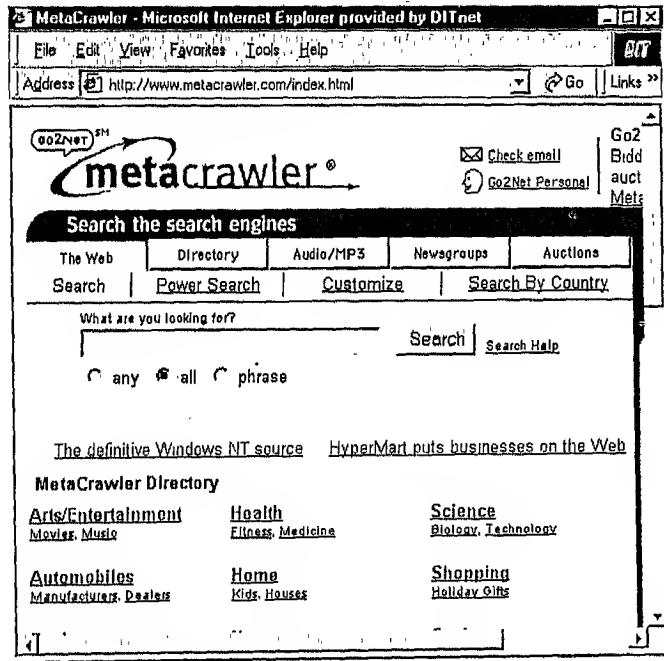 MetaCrawler - Microsoft Internet Explorer provided by DITnet
File Edit View Favorites Tools Help
DIT
Address http://www.metacrawler.com/index.html Go Links »
GO2NET SM
metacrawler ®
Check email
Go2Net Personal
Go2
Bidd
auct
Meta
Search the search engines
The Web Directory Audio/MP3 Newsgroups Auctions
Search Power Search Customize Search By Country
What are you looking for?
Search Search Help
any all phrase
The definitive Windows NT source HyperMart puts businesses on the Web
MetaCrawler Directory
Arts/Entertainment Health Science
Movies, Music Fitness, Medicine Biology, Technology
Automobiles Home Shopping
Manufacturers, Dealers Kids, Houses Holiday Gifts